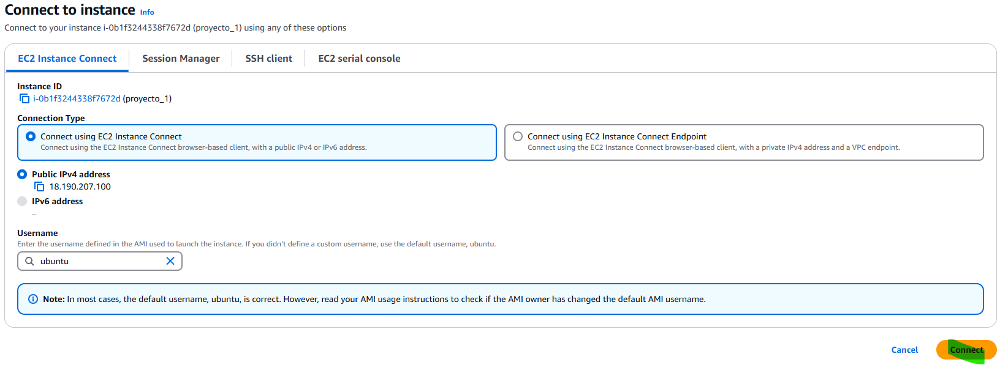 Connect to instance Info
Connect to your instance i-0b1f3244338f7672d (proyecto_1) using any of these options
EC2 Instance Connect Session Manager SSH client EC2 serial console
Instance ID
i-0b1f3244338f7672d (proyecto_1)
Connection Type
Connect using EC2 Instance Connect
Connect using the EC2 Instance Connect browser-based client, with a public IPv4 or IPv6 address.
Connect using EC2 Instance Connect Endpoint
Connect using the EC2 Instance Connect browser-based client, with a private IPv4 address and a VPC endpoint.
Public IPv4 address
18.190.207.100
IPv6 address
–
Username
Enter the username defined in the AMI used to launch the instance. If you didn't define a custom username, use the default username, ubuntu.
ubuntu
Note: In most cases, the default username, ubuntu, is correct. However, read your AMI usage instructions to check if the AMI owner has changed the default AMI username.
Cancel Connect